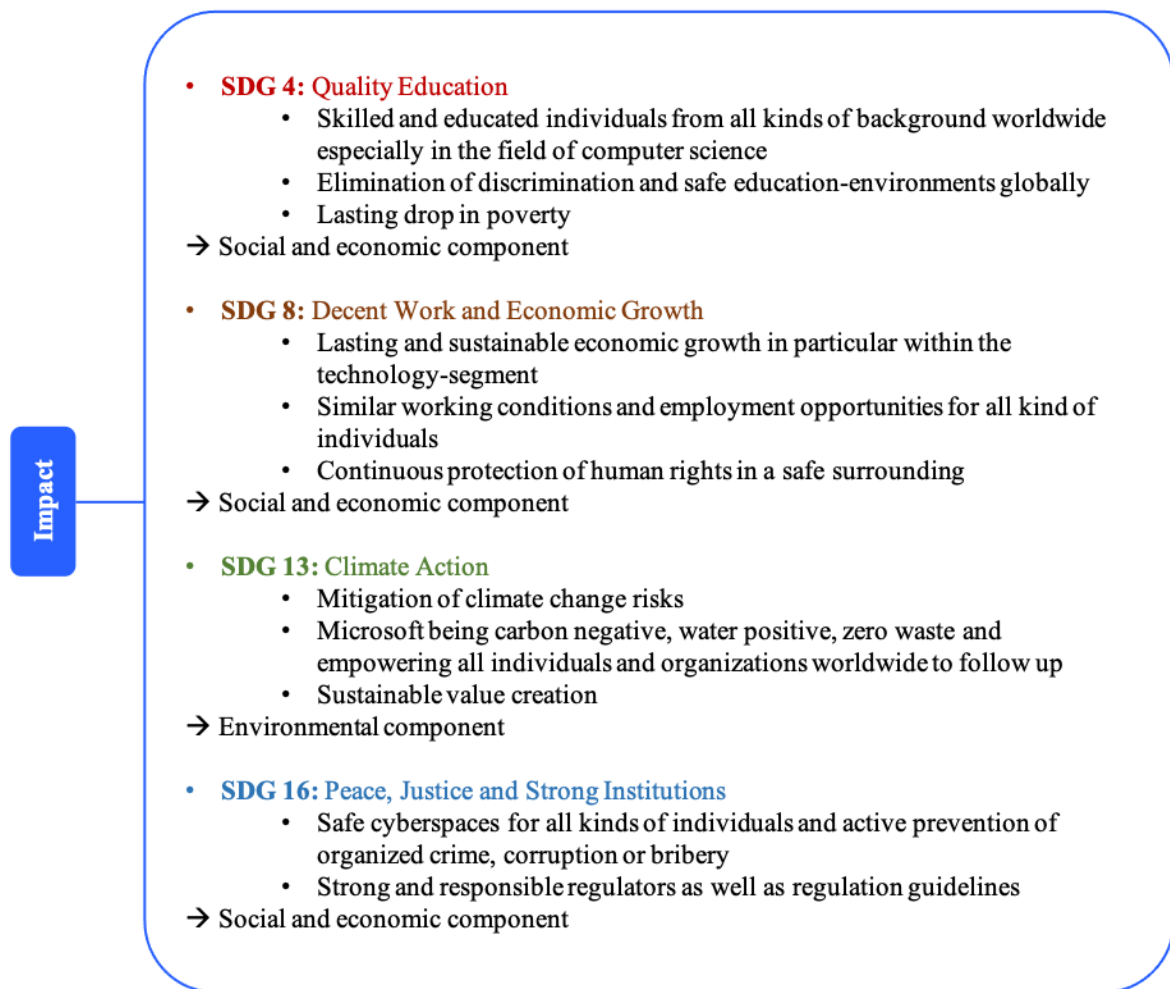 • SDG 4: Quality Education
• Skilled and educated individuals from all kinds of background worldwide
especially in the field of computer science
• Elimination of discrimination and safe education-environments globally
• Lasting drop in poverty
→ Social and economic component
• SDG 8: Decent Work and Economic Growth
• Lasting and sustainable economic growth in particular within the
technology-segment
• Similar working conditions and employment opportunities for all kind of
individuals
• Continuous protection of human rights in a safe surrounding
→ Social and economic component
Impact
• SDG 13: Climate Action
• Mitigation of climate change risks
• Microsoft being carbon negative, water positive, zero waste and
empowering all individuals and organizations worldwide to follow up
• Sustainable value creation
→ Environmental component
• SDG 16: Peace, Justice and Strong Institutions
• Safe cyberspaces for all kinds of individuals and active prevention of
organized crime, corruption or bribery
• Strong and responsible regulators as well as regulation guidelines
→ Social and economic component